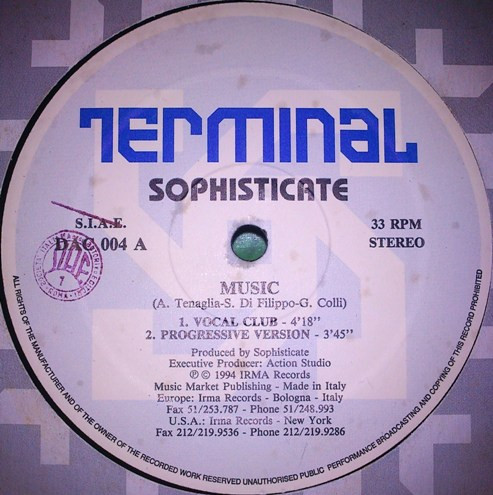 TERMINAL
SOPHISTICATE
S.I.A.E.
DAC 004 A
33 RPM
STEREO
MUSIC
(A. Tenaglia-S. Di Filippo-G. Colli)
1. VOCAL CLUB - 4'18"
2. PROGRESSIVE VERSION - 3'45"
Produced by Sophisticate
Executive Producer: Action Studio
℗ © 1994 IRMA Records
Music Market Publishing - Made in Italy
Europe: Irma Records - Bologna - Italy
Fax 51/253.787 - Phone 51/248.993
U.S.A.: Irma Records - New York
Fax 212/219.9536 - Phone 212/219.9286
ALL RIGHTS OF THE MANUFACTURER AND OF THE OWNER OF THE RECORDED WORK RESERVED UNAUTHORISED PUBLIC PERFORMANCE BROADCASTING AND COPYING OF THIS RECORD PROHIBITED